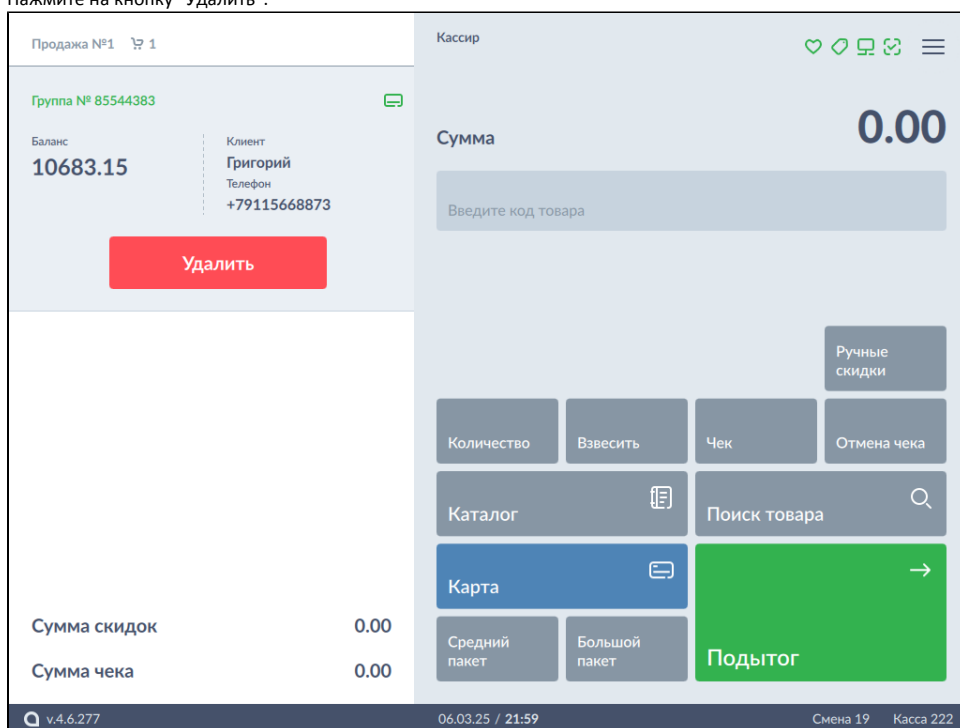 Нажмите на кнопку "Удалить".
Продажа №1 1
Группа № 85544383
Баланс
10683.15
Клиент
Григорий
Телефон
+79115668873
Удалить
Сумма скидок 0.00
Сумма чека 0.00
Кассир
Сумма 0.00
Введите код товара
Ручные
скидки
Количество
Взвесить
Чек
Отмена чека
Каталог
Поиск товара
Карта
Средний
пакет
Большой
пакет
Подытог
v.4.6.277
06.03.25 / 21:59
Смена 19 Касса 222